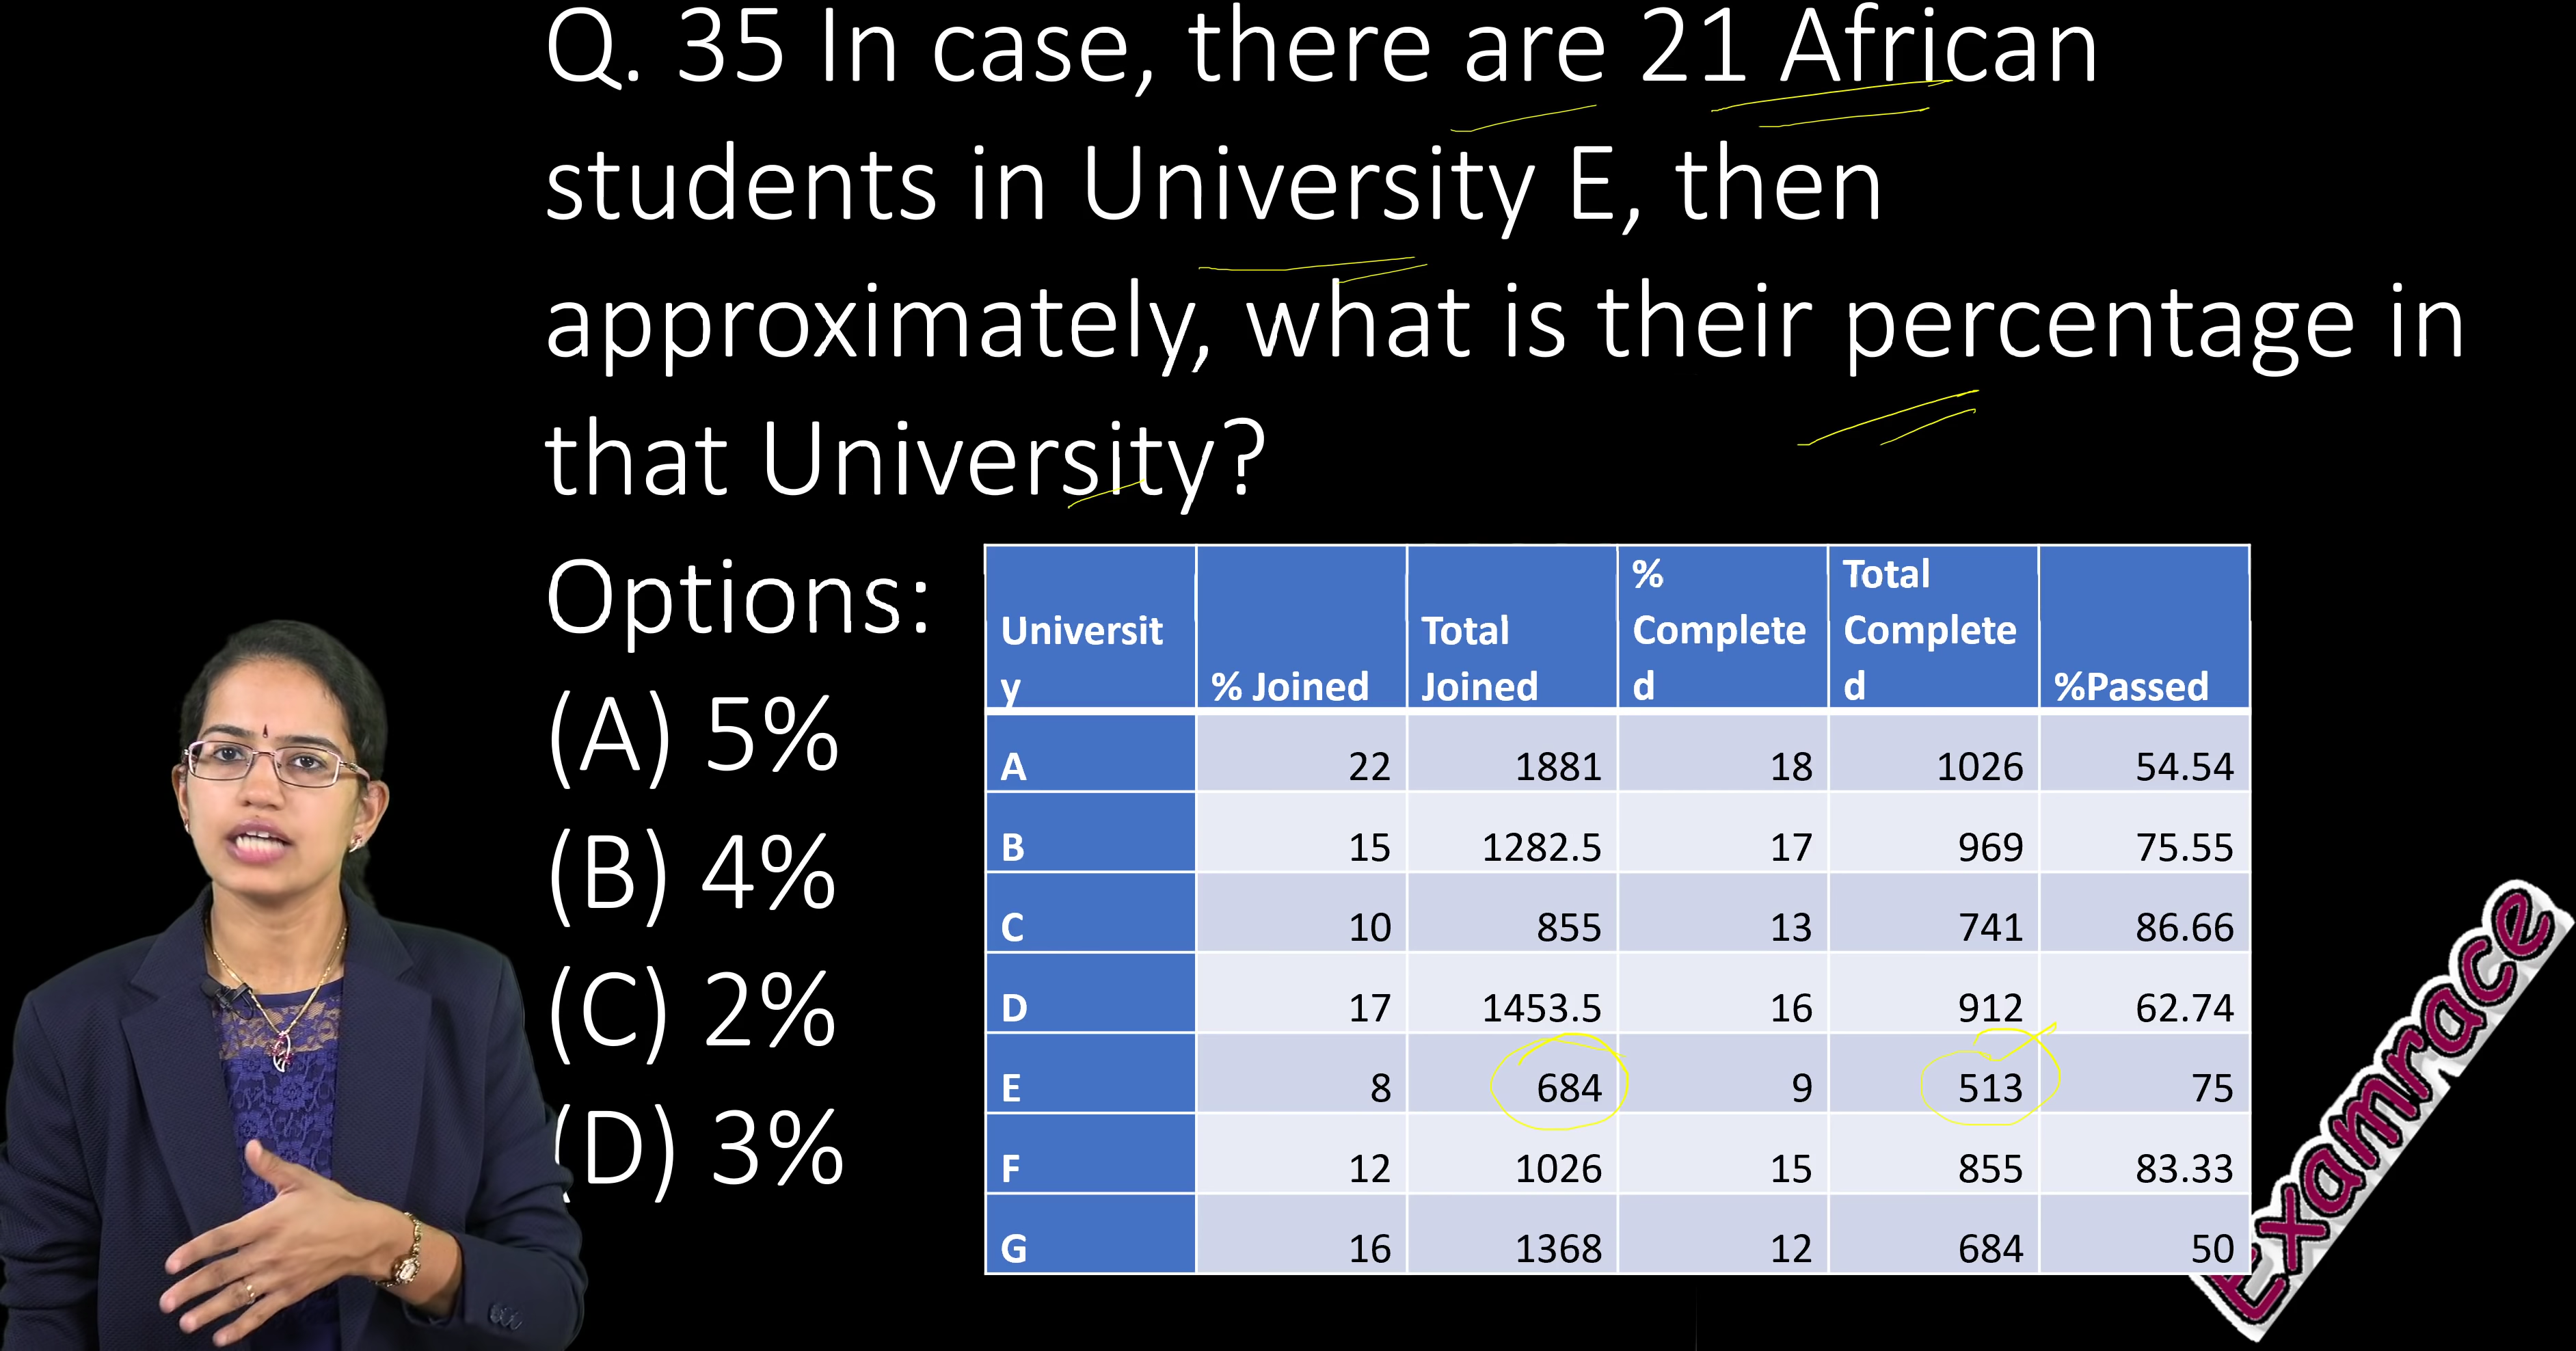 Q. 35 In case, there are 21 African
students in University E, then
approximately, what is their percentage in
that University?
Options:
(A) 5%
(B) 4%
(C) 2%
(D) 3%
Universit
y % Joined Total
Joined %
Complete
d Total
Complete
d %Passed
A 22 1881 18 1026 54.54
B 15 1282.5 17 969 75.55
C 10 855 13 741 86.66
D 17 1453.5 16 912 62.74
E 8 684 9 513 75
F 12 1026 15 855 83.33
G 16 1368 12 684 50
Examrace